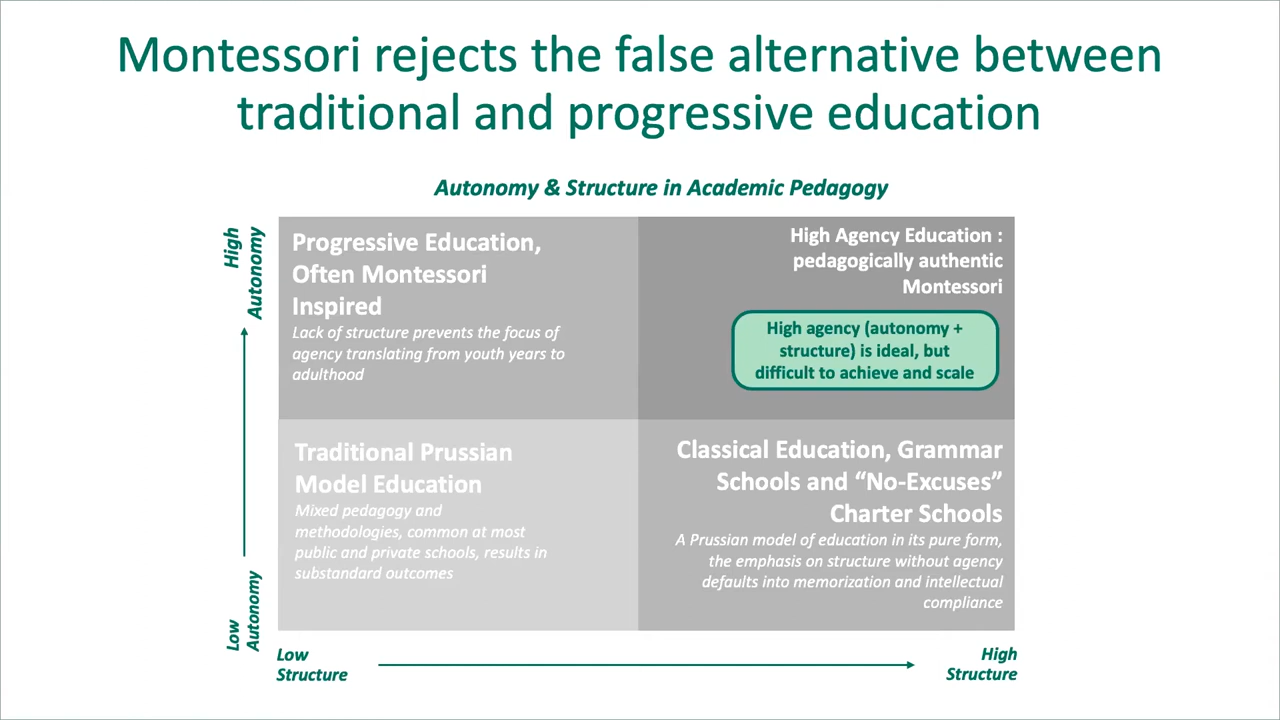 Montessori rejects the false alternative between
traditional and progressive education
Autonomy & Structure in Academic Pedagogy
High
Autonomy
Progressive Education,
Often Montessori
Inspired
Lack of structure prevents the focus of
agency translating from youth years to
adulthood
High Agency Education :
pedagogically authentic
Montessori
High agency (autonomy +
structure) is ideal, but
difficult to achieve and scale
Traditional Prussian
Model Education
Mixed pedagogy and
methodologies, common at most
public and private schools, results in
substandard outcomes
Classical Education, Grammar
Schools and “No-Excuses”
Charter Schools
A Prussian model of education in its pure form,
the emphasis on structure without agency
defaults into memorization and intellectual
compliance
Low
Autonomy
Low
Structure
High
Structure